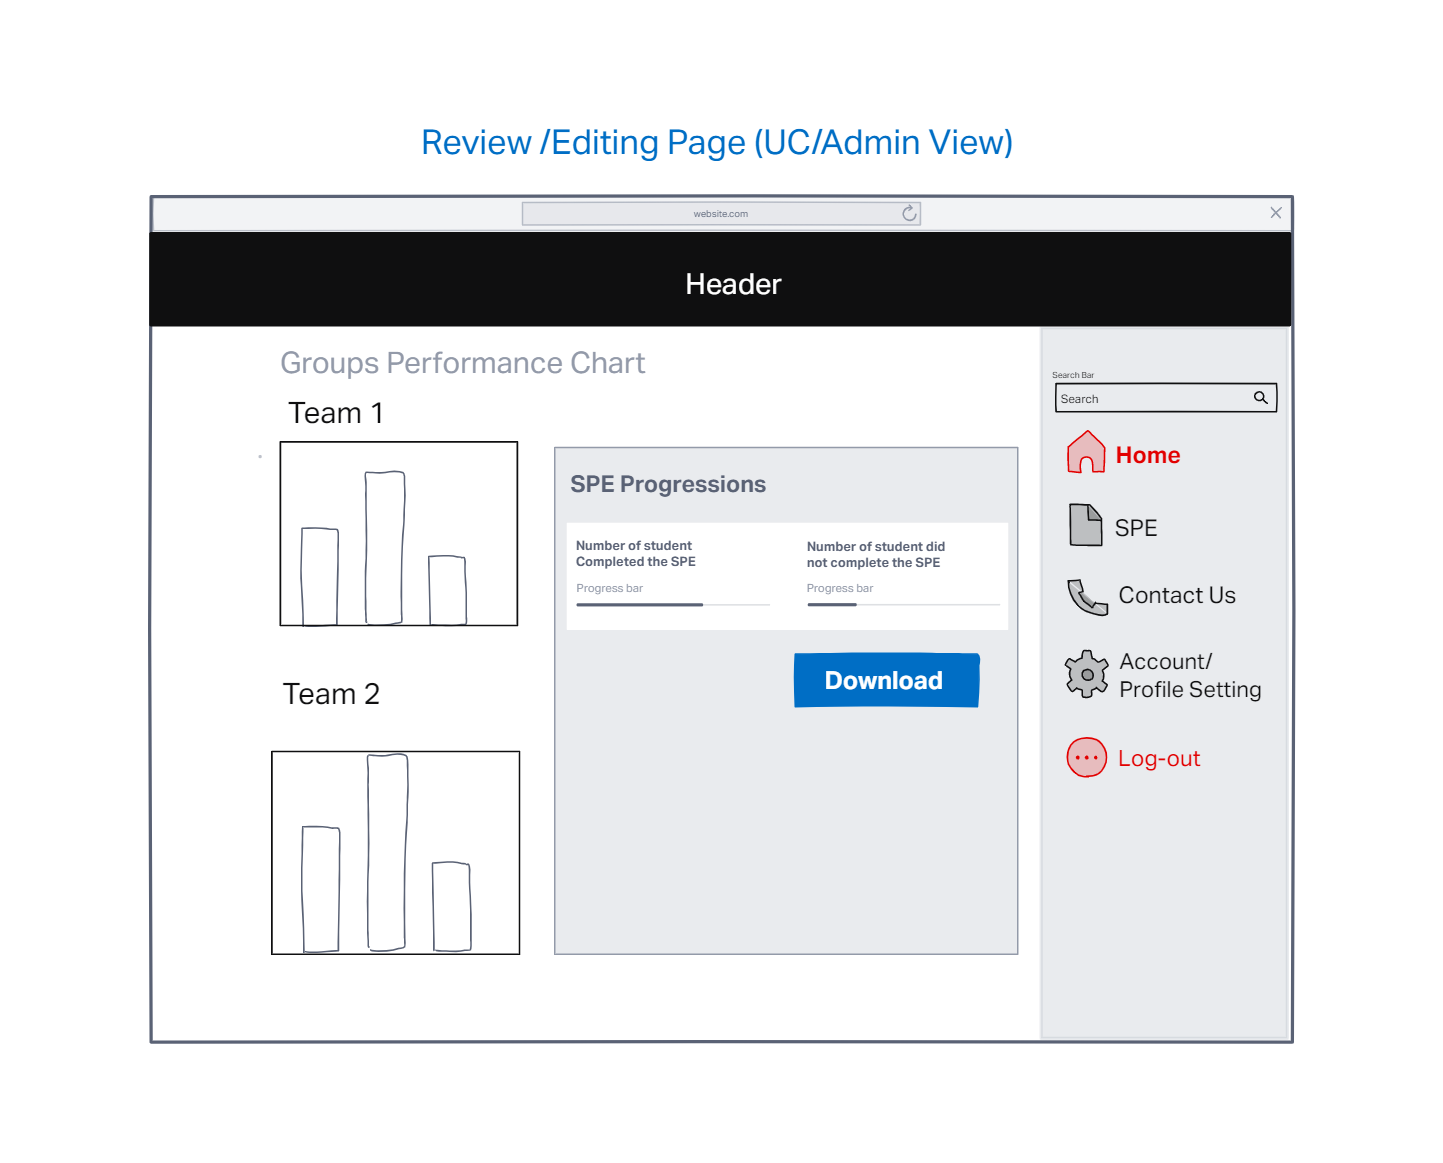 Review /Editing Page (UC/Admin View)
website.com
Header
Groups Performance Chart
Team 1
SPE Progressions
Number of student
Completed the SPE
Progress bar
Number of student did
not complete the SPE
Progress bar
Download
Team 2
Search Bar
Search
Home
SPE
Contact Us
Account/
Profile Setting
Log-out